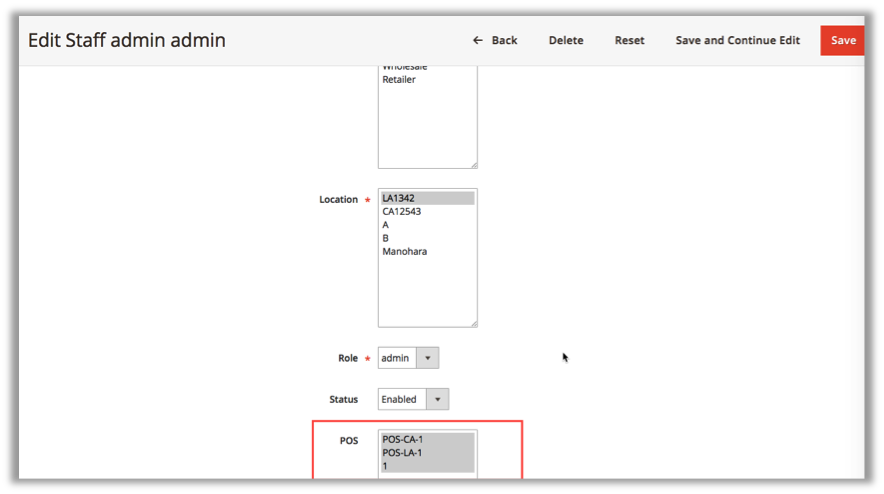 Edit Staff admin admin
← Back Delete Reset Save and Continue Edit Save
Wholesale
Retailer
Location *
LA1342
CA12543
A
B
Manohara
Role * admin
Status Enabled
POS
POS-CA-1
POS-LA-1
1